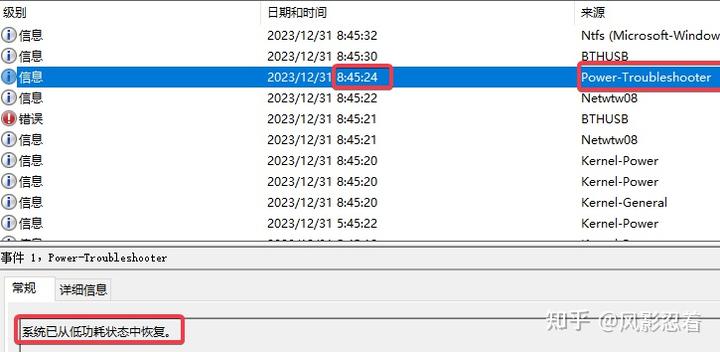 级别 日期和时间 来源
信息 2023/12/31 8:45:32 Ntfs (Microsoft-Window
信息 2023/12/31 8:45:30 BTHUSB
信息 2023/12/31 8:45:24 Power-Troubleshooter
信息 2023/12/31 8:45:22 Netwtw08
错误 2023/12/31 8:45:21 BTHUSB
信息 2023/12/31 8:45:21 Netwtw08
信息 2023/12/31 8:45:20 Kernel-Power
信息 2023/12/31 8:45:20 Kernel-Power
信息 2023/12/31 8:45:20 Kernel-General
信息 2023/12/31 5:45:22 Kernel-Power
事件 1，Power-Troubleshooter
常规 详细信息
系统已从低功耗状态中恢复。
知乎 @风影忍着